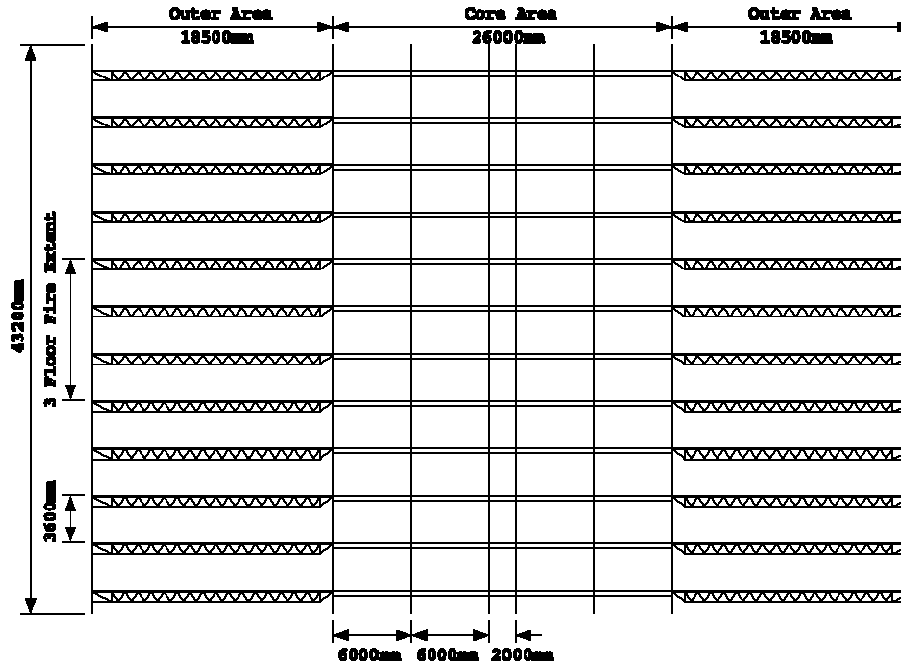 Outer Area
18500mm
Core Area
26000mm
Outer Area
18500mm
43200mm
3 Floor Fire Extent
3600mm
6000mm
6000mm
2000mm